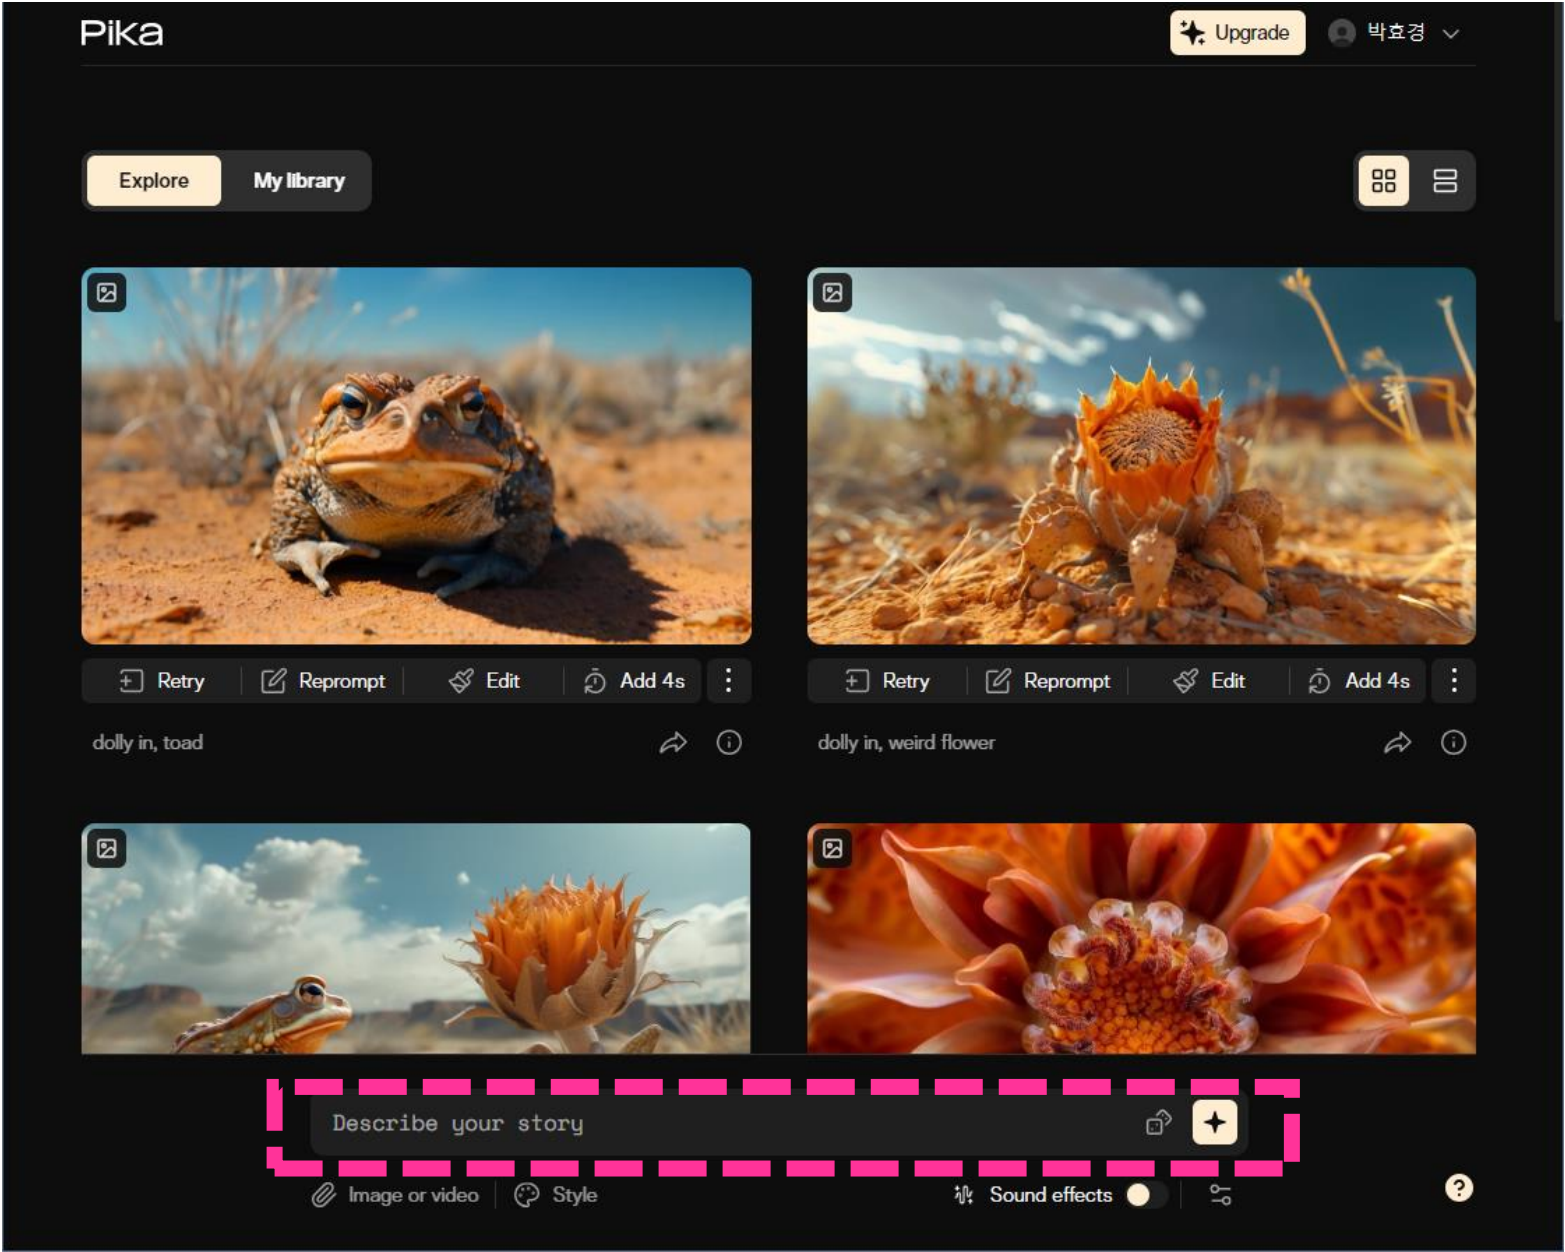 Pika
Upgrade
박효경
Explore
My library
Retry
Reprompt
Edit
Add 4s
Retry
Reprompt
Edit
Add 4s
dolly in, toad
dolly in, weird flower
Describe your story
Image or video
Style
Sound effects
?